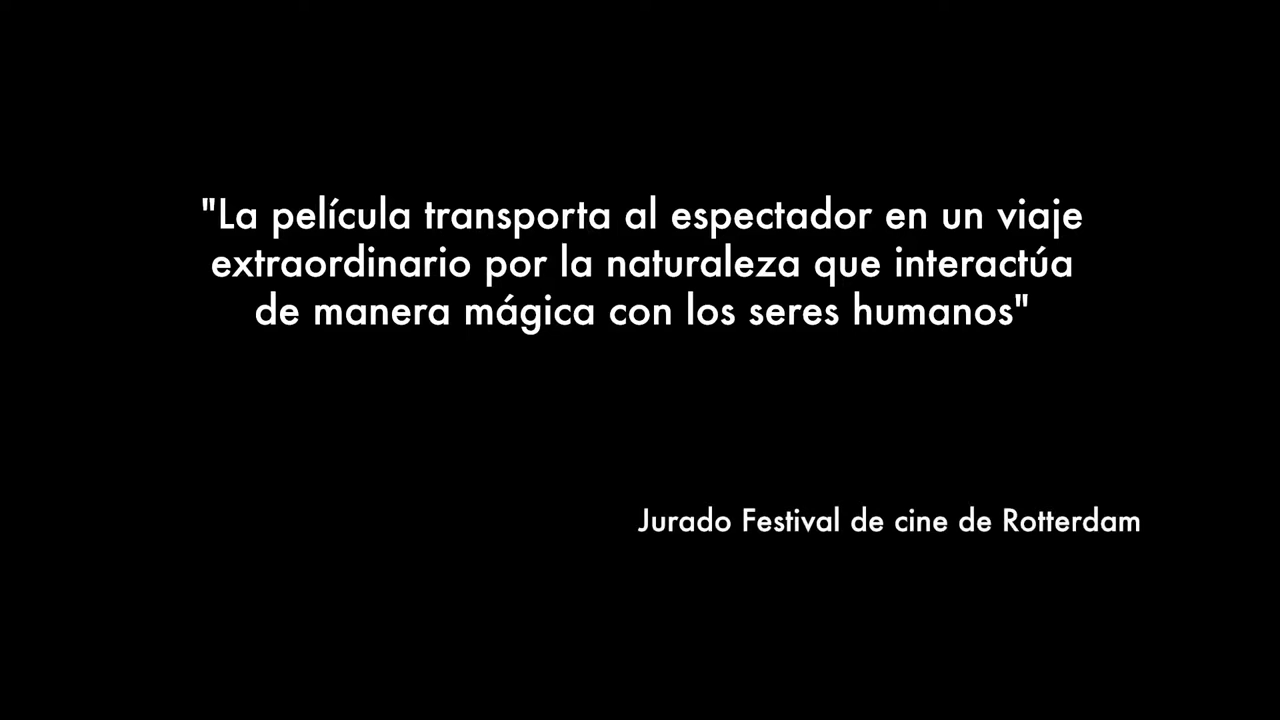 "La película transporta al espectador en un viaje
extraordinario por la naturaleza que interactúa
de manera mágica con los seres humanos"
Jurado Festival de cine de Rotterdam